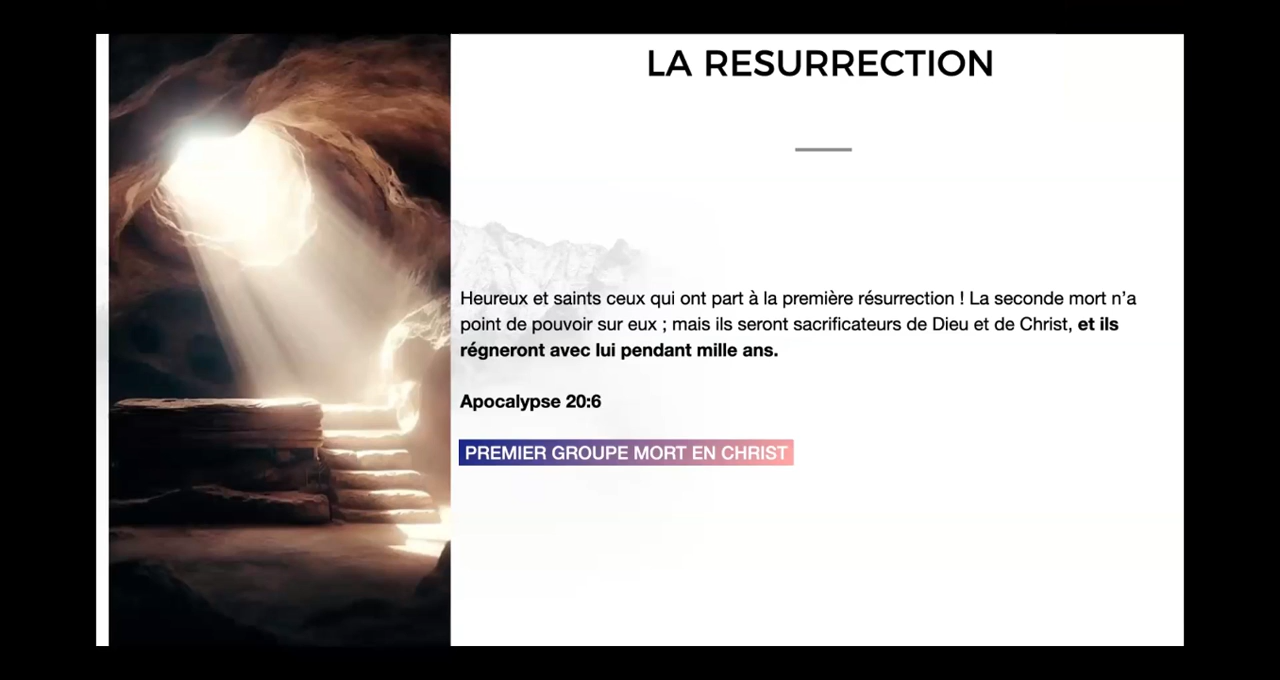 LA RESURRECTION
Heureux et saints ceux qui ont part à la première résurrection ! La seconde mort n’a
point de pouvoir sur eux ; mais ils seront sacrificateurs de Dieu et de Christ, et ils
régneront avec lui pendant mille ans.
Apocalypse 20:6
PREMIER GROUPE MORT EN CHRIST